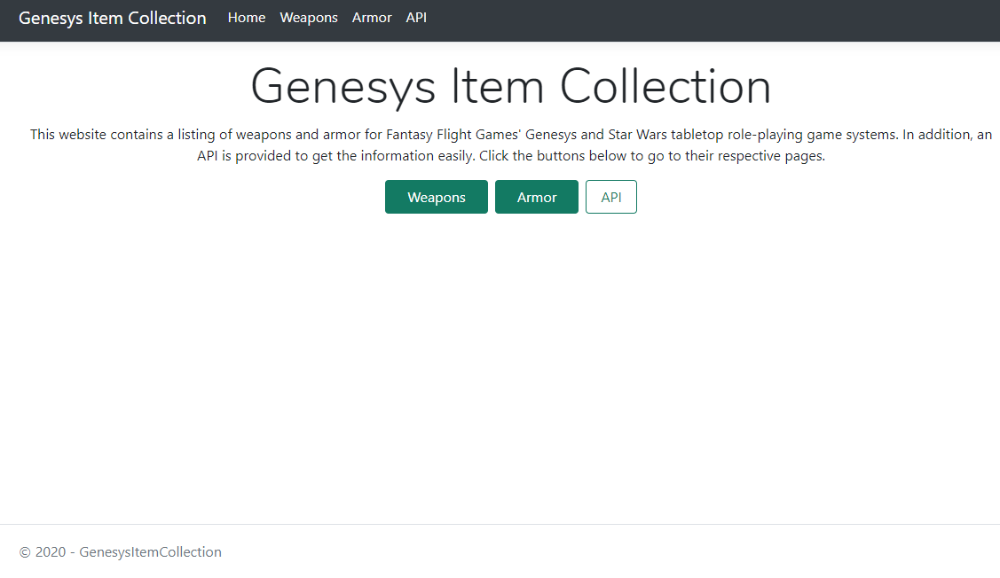 Genesys Item Collection Home Weapons Armor API
Genesys Item Collection
This website contains a listing of weapons and armor for Fantasy Flight Games' Genesys and Star Wars tabletop role-playing game systems. In addition, an
API is provided to get the information easily. Click the buttons below to go to their respective pages.
Weapons Armor API
© 2020 - GenesysItemCollection